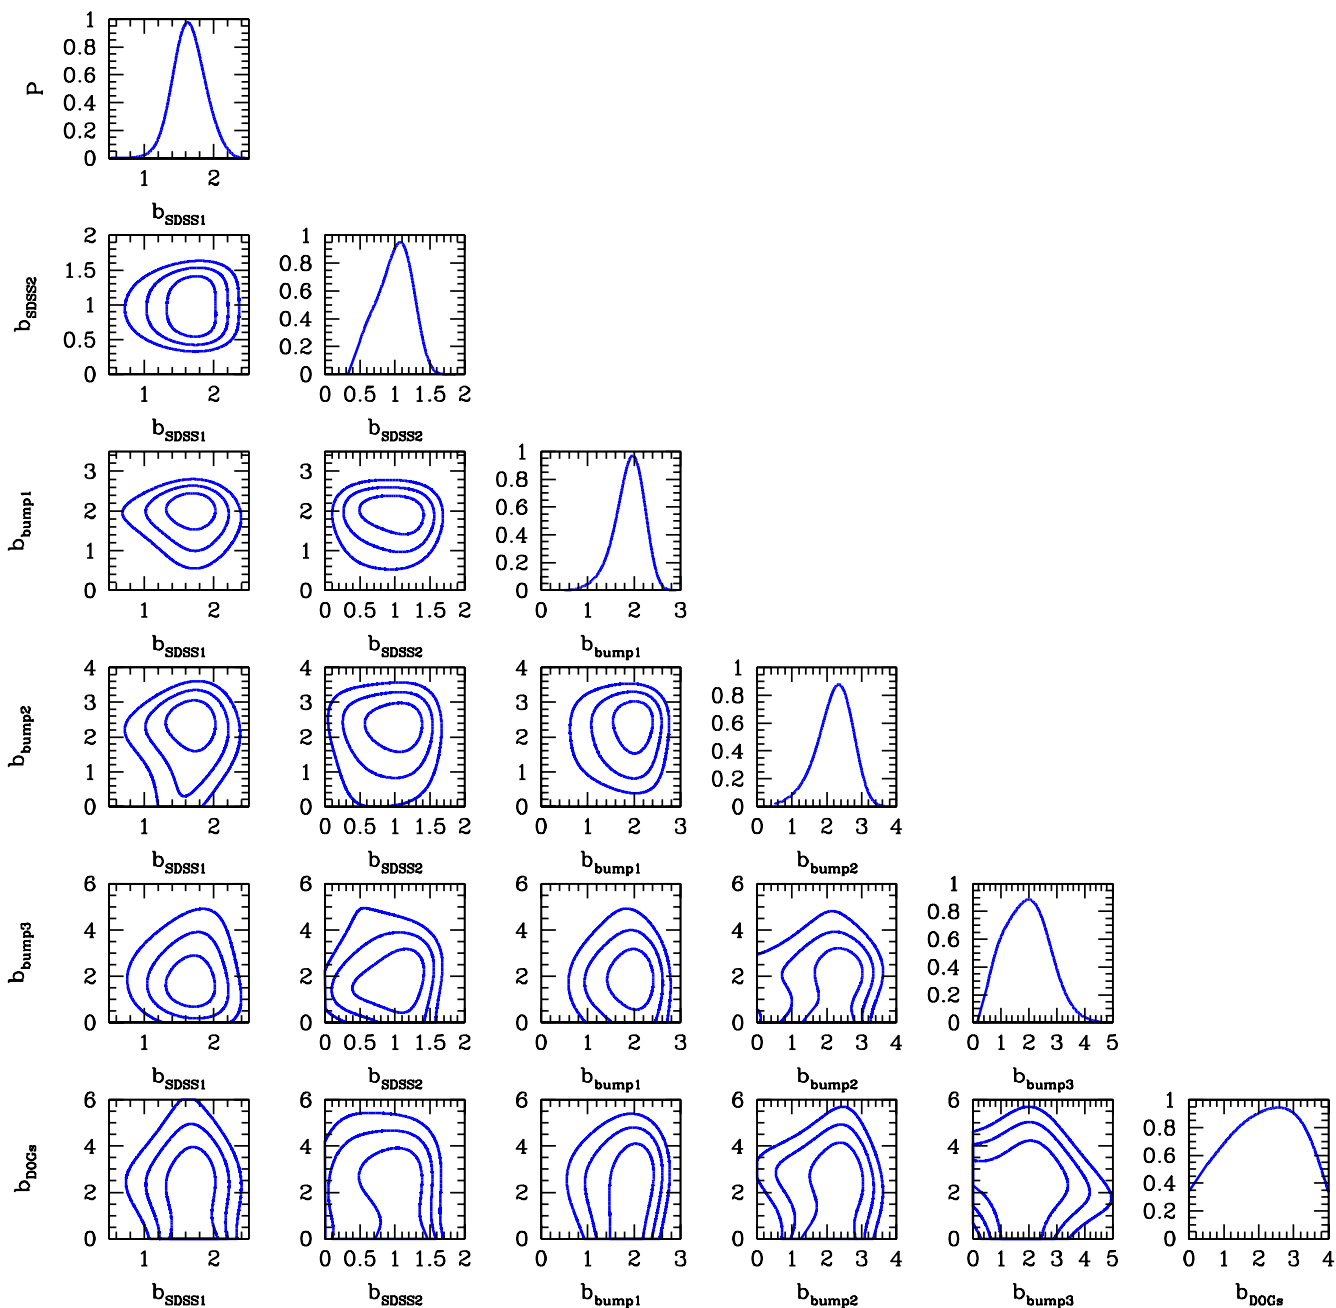 1
0.8
P 0.6
0.4
0.2
0
1 2
b_SDSS1
2 1
1.5 0.8
b_SDSS2 1 0.6
0.4
0.5 0.2
0 0
1 2 0 0.5 1 1.5 2
b_SDSS1 b_SDSS2
3 1
0.8
b_bump1 2 0.6
1 0.4
0.2
0 0
1 2 0 0.5 1 1.5 2 0 1 2 3
b_SDSS1 b_SDSS2 b_bump1
4 4 4 1
3 3 3 0.8
b_bump2 2 2 2 0.6
0.4
1 1 1 0.2
0 0 0 0
1 2 0 0.5 1 1.5 2 0 1 2 3 0 1 2 3 4
b_SDSS1 b_SDSS2 b_bump1 b_bump2
6 6 6 6 1
4 4 4 4 0.8
b_bump3 0.6
2 2 2 2 0.4
0.2
0 0 0 0 0
1 2 0 0.5 1 1.5 2 0 1 2 3 0 1 2 3 4 0 1 2 3 4 5
b_SDSS1 b_SDSS2 b_bump1 b_bump2 b_bump3
6 6 6 6 6 1
4 4 4 4 4 0.8
b_DOGs 0.6
2 2 2 2 2 0.4
0.2
0 0 0 0 0 0
1 2 0 0.5 1 1.5 2 0 1 2 3 0 1 2 3 4 0 1 2 3 4 5 0 1 2 3 4
b_SDSS1 b_SDSS2 b_bump1 b_bump2 b_bump3 b_DOGs